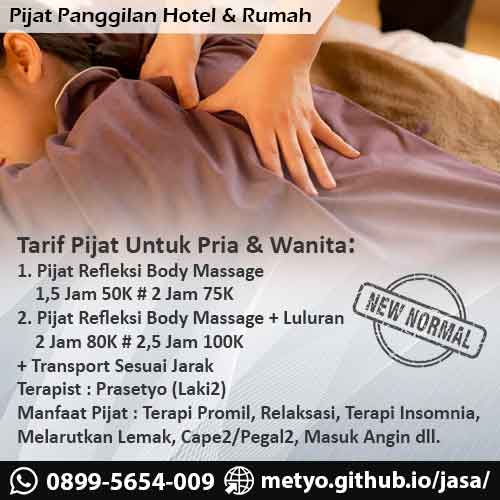 Pijat Panggilan Hotel & Rumah
Tarif Pijat Untuk Pria & Wanita:
1. Pijat Refleksi Body Massage
1,5 Jam 50K # 2 Jam 75K
2. Pijat Refleksi Body Massage + Luluran
2 Jam 80K # 2,5 Jam 100K
+ Transport Sesuai Jarak
Terapist : Prasetyo (Laki2)
Manfaat Pijat : Terapi Promil, Relaksasi, Terapi Insomnia,
Melarutkan Lemak, Cape2/Pegal2, Masuk Angin dll.
NEW NORMAL
0899-5654-009 metyo.github.io/jasa/